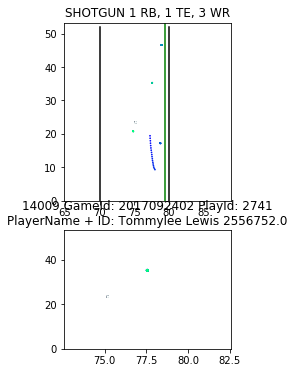 SHOTGUN 1 RB, 1 TE, 3 WR
50
40
30
20
10
0
65 70 75 80 85
14009 GameId: 2017092402 PlayId: 2741
PlayerName + ID: Tommylee Lewis 2556752.0
40
20
0
75.0 77.5 80.0 82.5